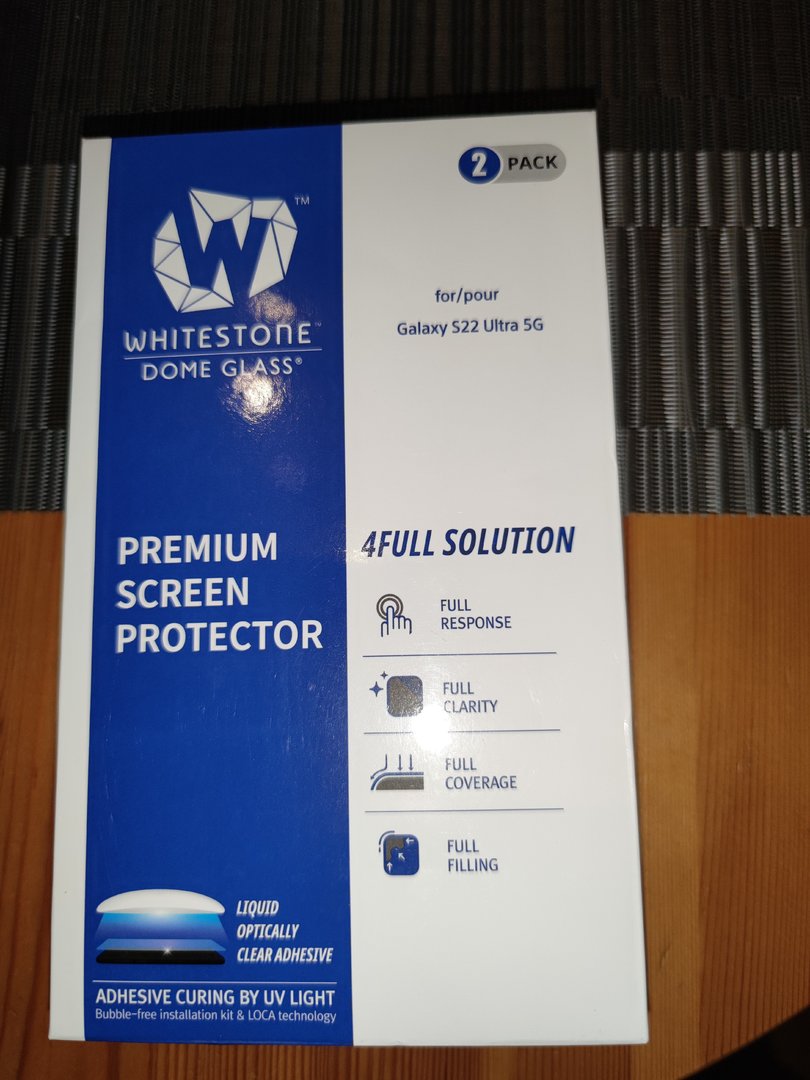 2 PACK
W™
WHITESTONE™
DOME GLASS®
for/pour
Galaxy S22 Ultra 5G
PREMIUM
SCREEN
PROTECTOR
4FULL SOLUTION
FULL
RESPONSE
FULL
CLARITY
FULL
COVERAGE
FULL
FILLING
LIQUID
OPTICALLY
CLEAR ADHESIVE
ADHESIVE CURING BY UV LIGHT
Bubble-free installation kit & LOCA technology